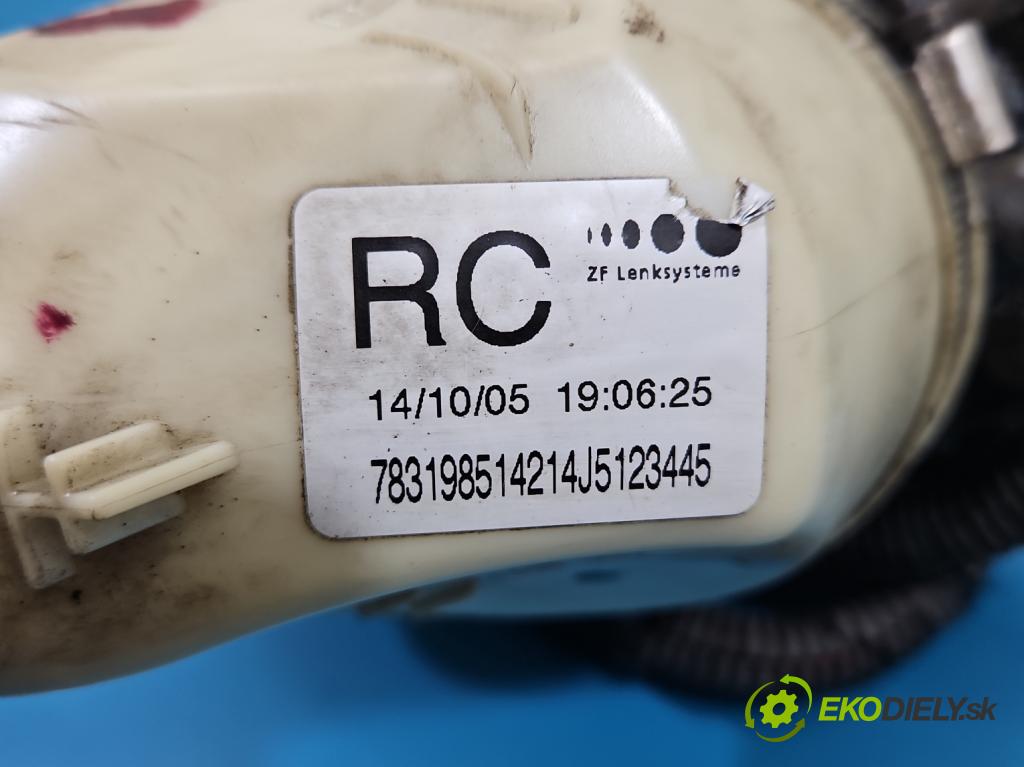 RC
ZF Lenksysteme
14/10/05 19:06:25
783198514214J5123445
EKODIELY.sk